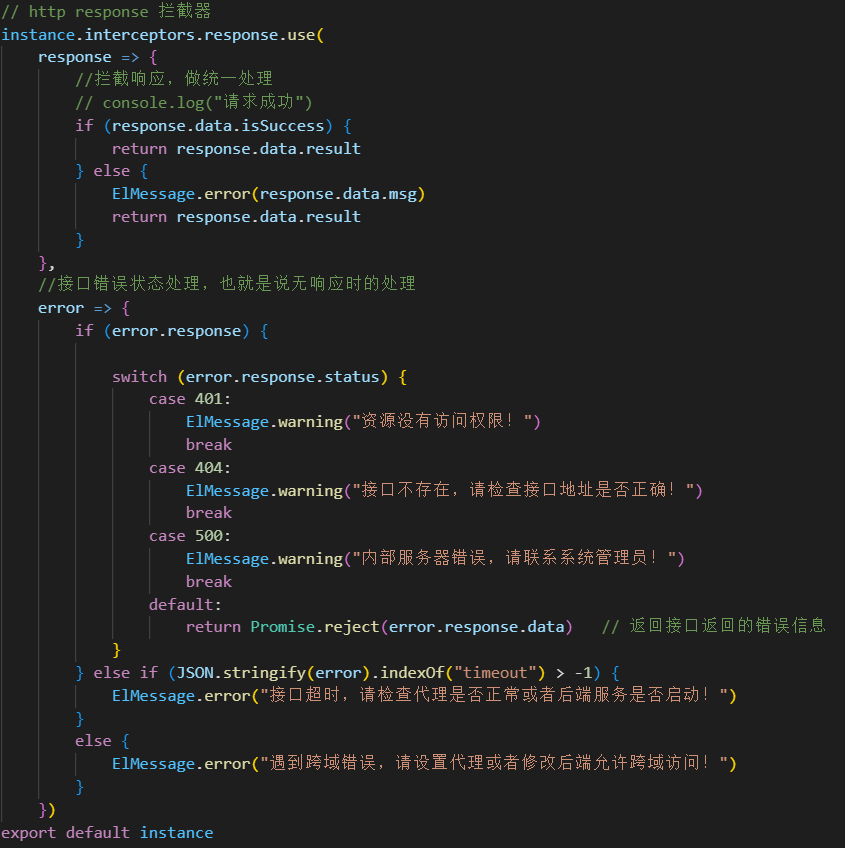 // http response 拦截器
instance.interceptors.response.use(
    response => {
        //拦截响应，做统一处理
        // console.log("请求成功")
        if (response.data.isSuccess) {
            return response.data.result
        } else {
            ElMessage.error(response.data.msg)
            return response.data.result
        }
    },
    //接口错误状态处理，也就是说无响应时的处理
    error => {
        if (error.response) {
            switch (error.response.status) {
                case 401:
                    ElMessage.warning("资源没有访问权限！")
                    break
                case 404:
                    ElMessage.warning("接口不存在，请检查接口地址是否正确！")
                    break
                case 500:
                    ElMessage.warning("内部服务器错误，请联系系统管理员！")
                    break
                default:
                    return Promise.reject(error.response.data)   // 返回接口返回的错误信息
            }
        } else if (JSON.stringify(error).indexOf("timeout") > -1) {
            ElMessage.error("接口超时，请检查代理是否正常或者后端服务是否启动！")
        }
        else {
            ElMessage.error("遇到跨域错误，请设置代理或者修改后端允许跨域访问！")
        }
    })
export default instance